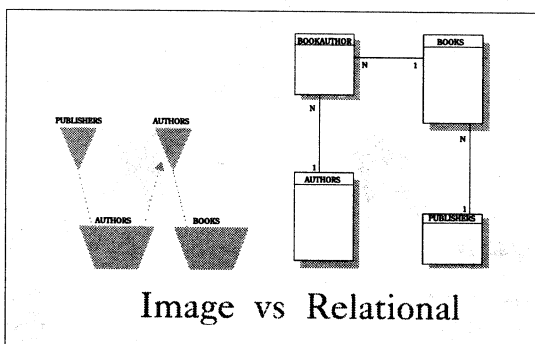 BOOKAUTHOR
BOOKS
N
1
N
N
PUBLISHERS
AUTHORS
1
AUTHORS
1
AUTHORS
BOOKS
PUBLISHERS
Image vs Relational